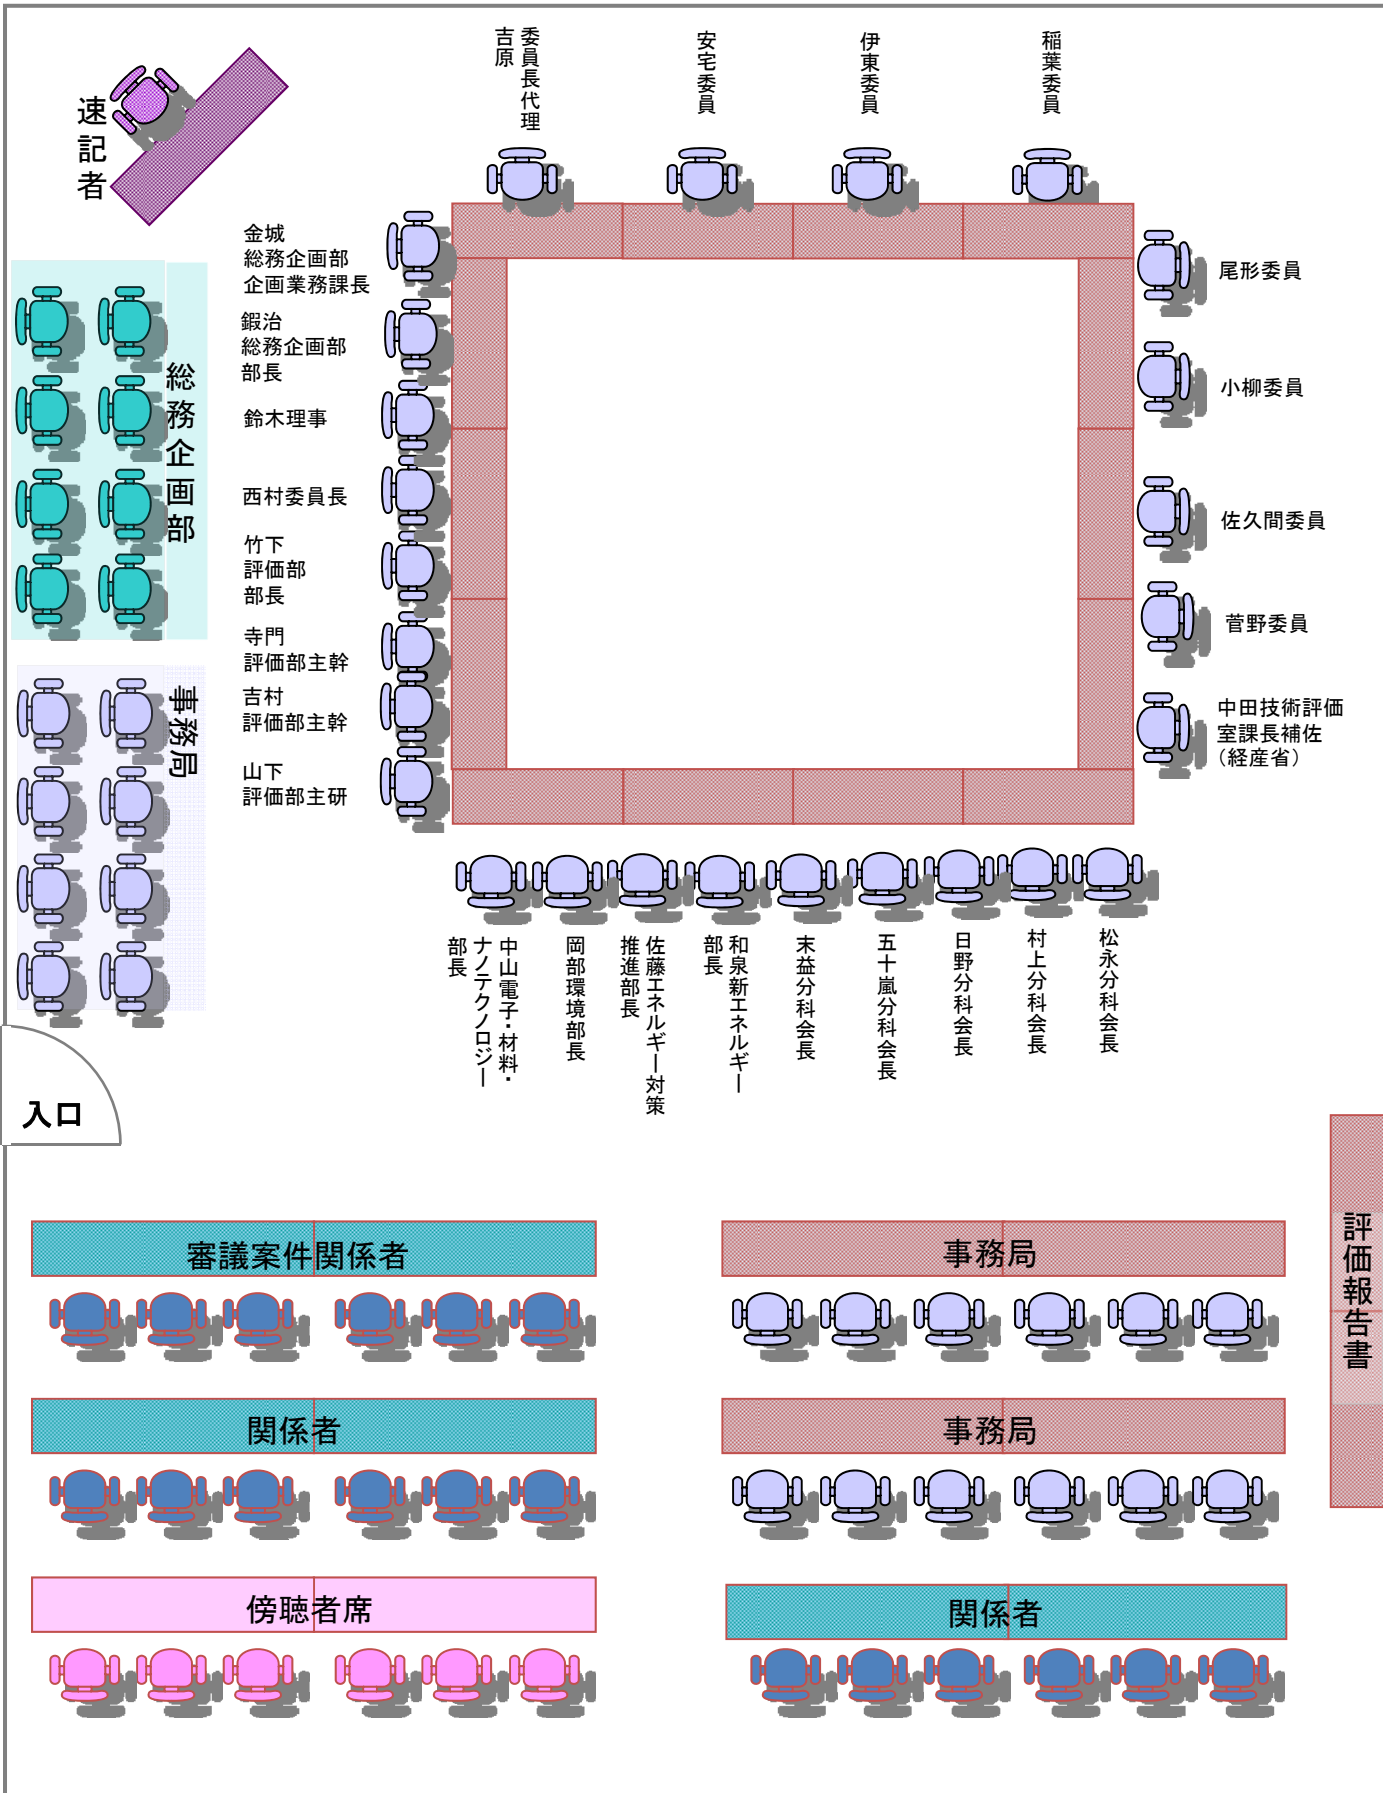 委員長代理
吉原
安宅委員
伊東委員
稲葉委員
速記者
金城
総務企画部
企画業務課長
鍜治
総務企画部
部長
鈴木理事
西村委員長
竹下
評価部
部長
寺門
評価部主幹
吉村
評価部主幹
山下
評価部主研
尾形委員
小柳委員
佐久間委員
菅野委員
中田技術評価
室課長補佐
（経産省）
総務企画部
事務局
中山電子・材料・
ナノテクノロジー
部長
岡部環境部長
佐藤エネルギー対策
推進部長
和泉新エネルギー
部長
末益分科会長
五十嵐分科会長
日野分科会長
村上分科会長
松永分科会長
入口
審議案件関係者
事務局
評価報告書
関係者
事務局
傍聴者席
関係者